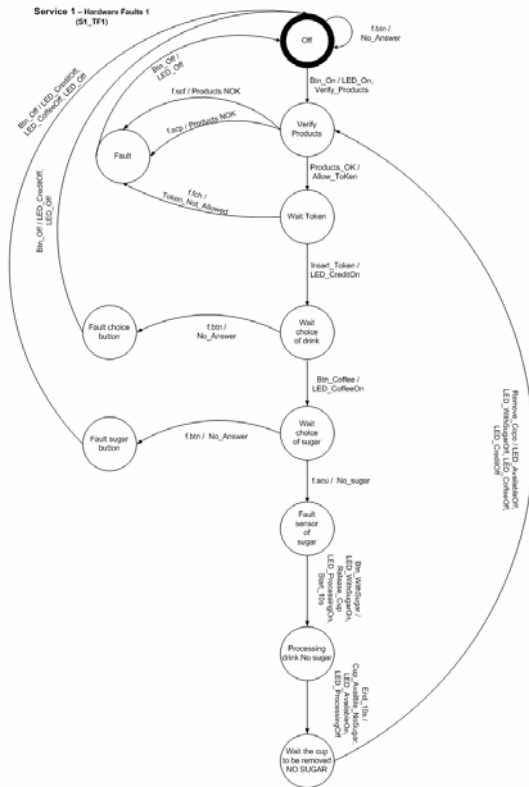 Service 1 – Hardware Faults 1
(S1_TF1)
Off
f.btn /
No_Answer
Btn_Off /
LED_Off
Btn_On / LED_On,
Verify_Products
Btn_Off / LED_CreditOff,
LED_CoffeeOff, LED_Off
f.scf / Products NOK
f.scp / Products NOK
Verify
Products
Fault
Products_OK /
Allow_ToKen
f.fch /
Token_Not_Allowed
Wait Token
Btn_Off / LED_CreditOff,
LED_Off
Insert_Token /
LED_CreditOn
Fault choice
button
f.btn /
No_Answer
Wait
choice
of drink
Btn_Coffee /
LED_CoffeeOn
Remove_Copo / LED_AvailableOff,
LED_WithSugarOff, LED_CoffeeOff,
LED_CreditOff
Fault sugar
button
f.btn / No_Answer
Wait
choice
of sugar
f.acu / No_sugar
Fault
sensor
of
sugar
Btn_WithSugar /
LED_WithSugarOn,
Release_Cup
LED_ProcessingOn,
Start_10s
Processing
drink No sugar
End_10s /
Cup_Availble_NoSugar,
LED_AvailableOn,
LED_ProcessingOff
Wait the cup
to be removed
NO SUGAR